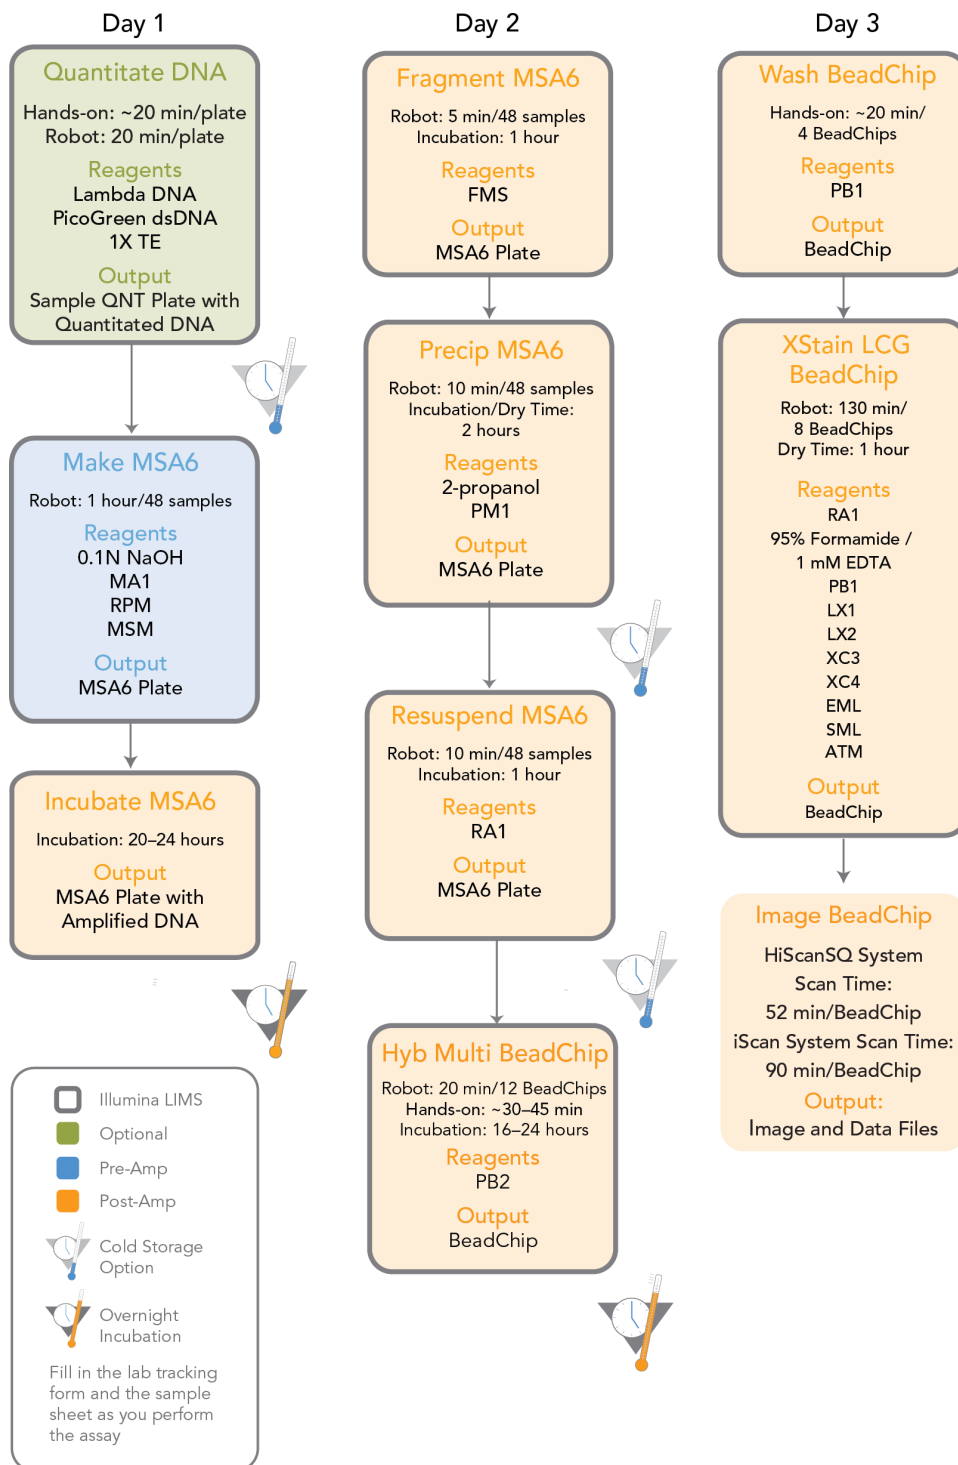 Day 1
Quantitate DNA
Hands-on: ~20 min/plate
Robot: 20 min/plate
Reagents
Lambda DNA
PicoGreen dsDNA
1X TE
Output
Sample QNT Plate with
Quantitated DNA
Make MSA6
Robot: 1 hour/48 samples
Reagents
0.1N NaOH
MA1
RPM
MSM
Output
MSA6 Plate
Incubate MSA6
Incubation: 20–24 hours
Output
MSA6 Plate with
Amplified DNA
Illumina LIMS
Optional
Pre-Amp
Post-Amp
Cold Storage
Option
Overnight
Incubation
Fill in the lab tracking
form and the sample
sheet as you perform
the assay
Day 2
Fragment MSA6
Robot: 5 min/48 samples
Incubation: 1 hour
Reagents
FMS
Output
MSA6 Plate
Precip MSA6
Robot: 10 min/48 samples
Incubation/Dry Time:
2 hours
Reagents
2-propanol
PM1
Output
MSA6 Plate
Resuspend MSA6
Robot: 10 min/48 samples
Incubation: 1 hour
Reagents
RA1
Output
MSA6 Plate
Hyb Multi BeadChip
Robot: 20 min/12 BeadChips
Hands-on: ~30–45 min
Incubation: 16–24 hours
Reagents
PB2
Output
BeadChip
Day 3
Wash BeadChip
Hands-on: ~20 min/
4 BeadChips
Reagents
PB1
Output
BeadChip
XStain LCG
BeadChip
Robot: 130 min/
8 BeadChips
Dry Time: 1 hour
Reagents
RA1
95% Formamide /
1 mM EDTA
PB1
LX1
LX2
XC3
XC4
EML
SML
ATM
Output
BeadChip
Image BeadChip
HiScanSQ System
Scan Time:
52 min/BeadChip
iScan System Scan Time:
90 min/BeadChip
Output:
Image and Data Files